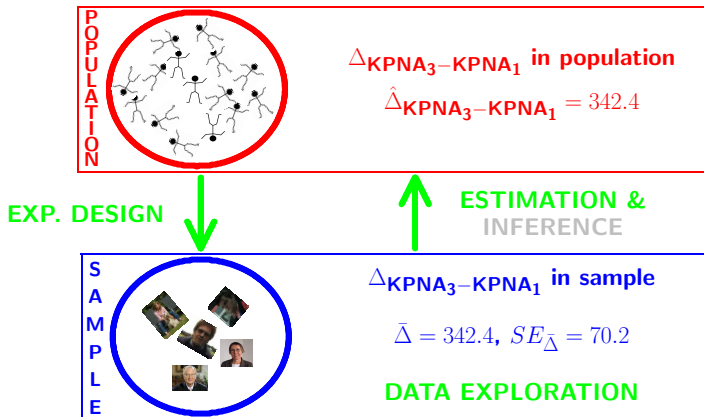 POPULATION
Δ_KPNA₃−KPNA₁ in population
Δ̂_KPNA₃−KPNA₁ = 342.4
EXP. DESIGN
ESTIMATION &
INFERENCE
SAMPLE
Δ_KPNA₃−KPNA₁ in sample
Δ̄ = 342.4, SE_Δ̄ = 70.2
DATA EXPLORATION